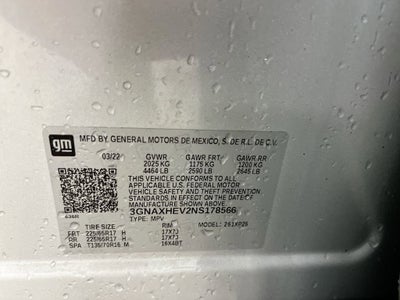 gm
MFD BY GENERAL MOTORS DE MEXICO, S. DE R.L. DE C.V.
03/22 GVWR GAWR FRT GAWR RR
2025 KG 1175 KG 1200 KG
4464 LB 2590 LB 2645 LB
THIS VEHICLE CONFORMS TO ALL
APPLICABLE U.S. FEDERAL MOTOR
VEHICLE SAFETY AND THEFT PREVENTION
STANDARDS IN EFFECT ON THE DATE OF
MANUFACTURE SHOWN ABOVE.
3GNAXHEV2NS178566
TYPE: MPV MODEL:
TIRE SIZE RIM
FRT 225/65R17 H 17X7J
RR 225/65R17 H 17X7J
SPA T135/70R16 M 16X4BT